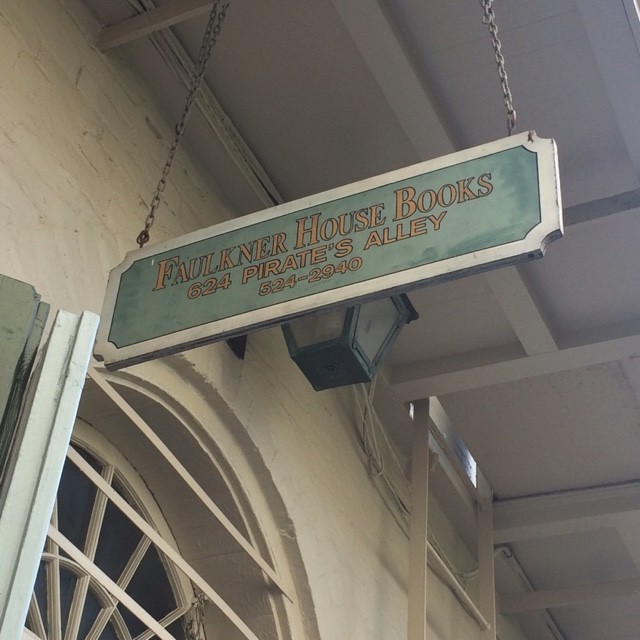 FAULKNER HOUSE BOOKS
624 PIRATE'S ALLEY
524-2940